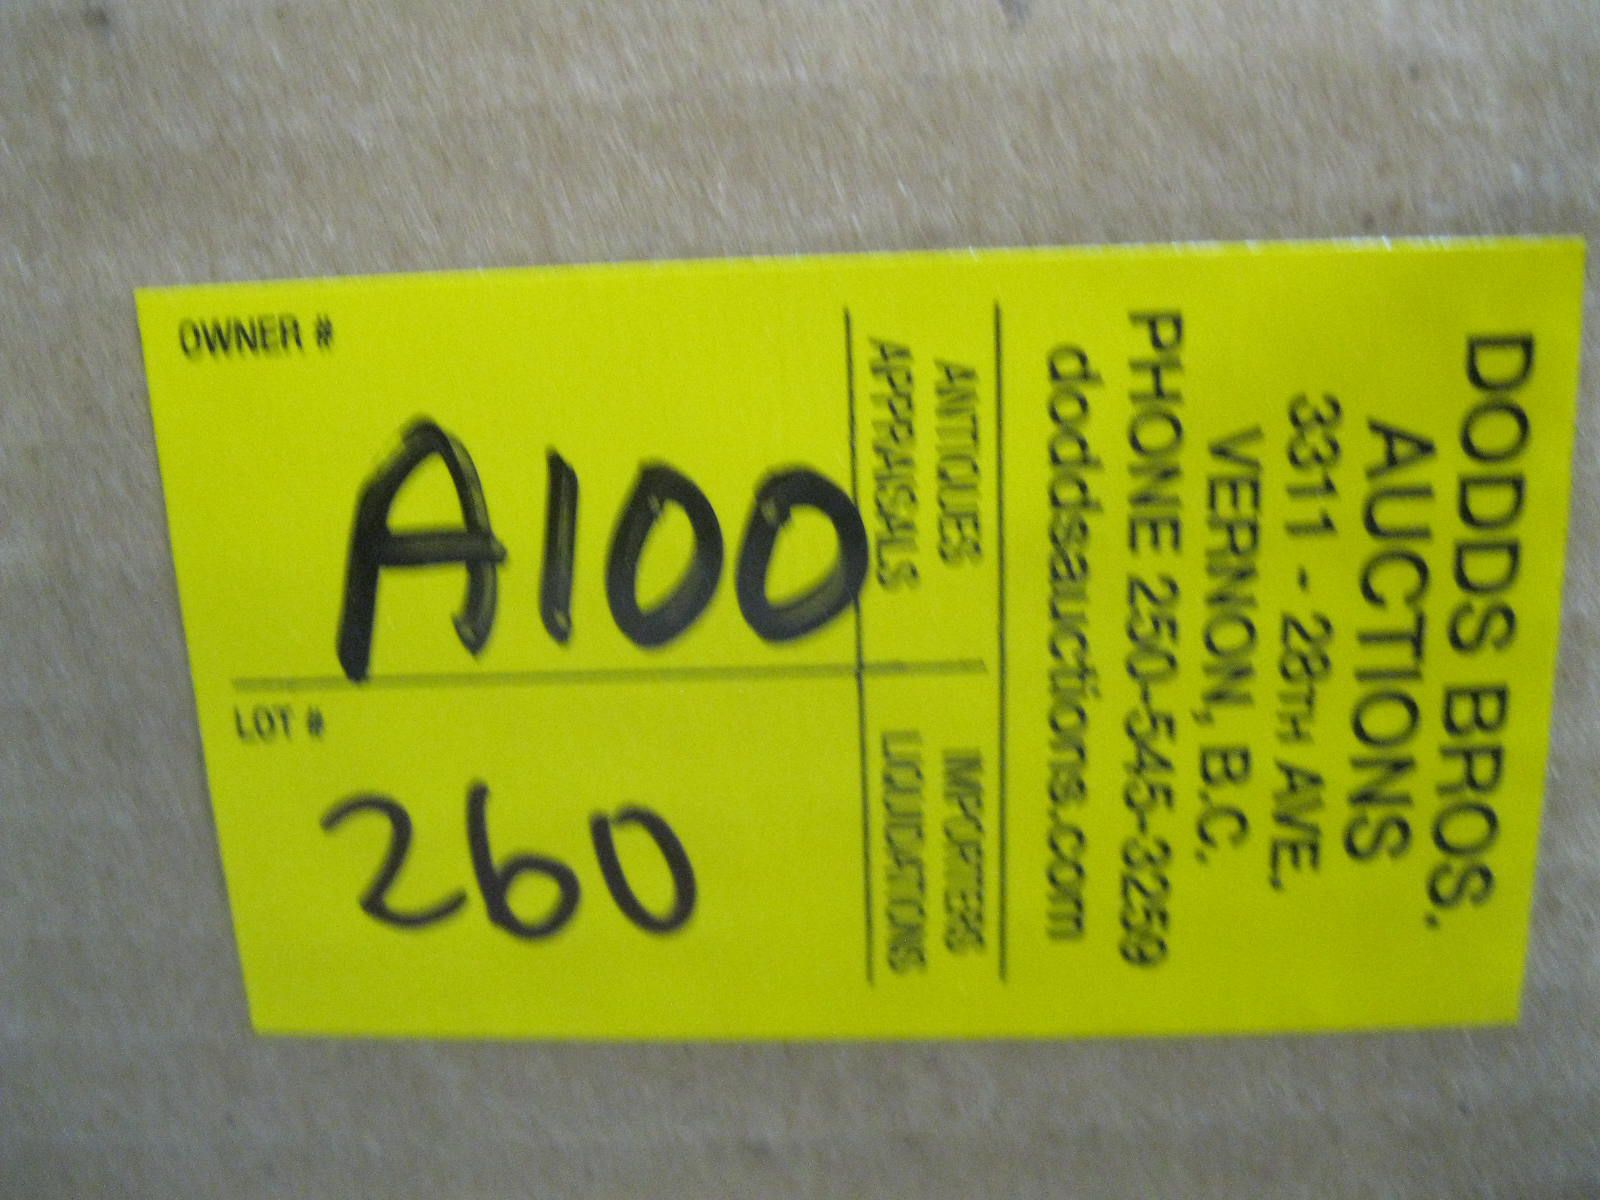 DODDS BROS.
AUCTIONS
3311 - 28TH AVE,
VERNON, B.C.
PHONE 250-545-3259
doddsauctions.com
ANTIQUES
APPRAISALS
IMPORTERS
LIQUIDATIONS
OWNER #
A100
LOT #
260